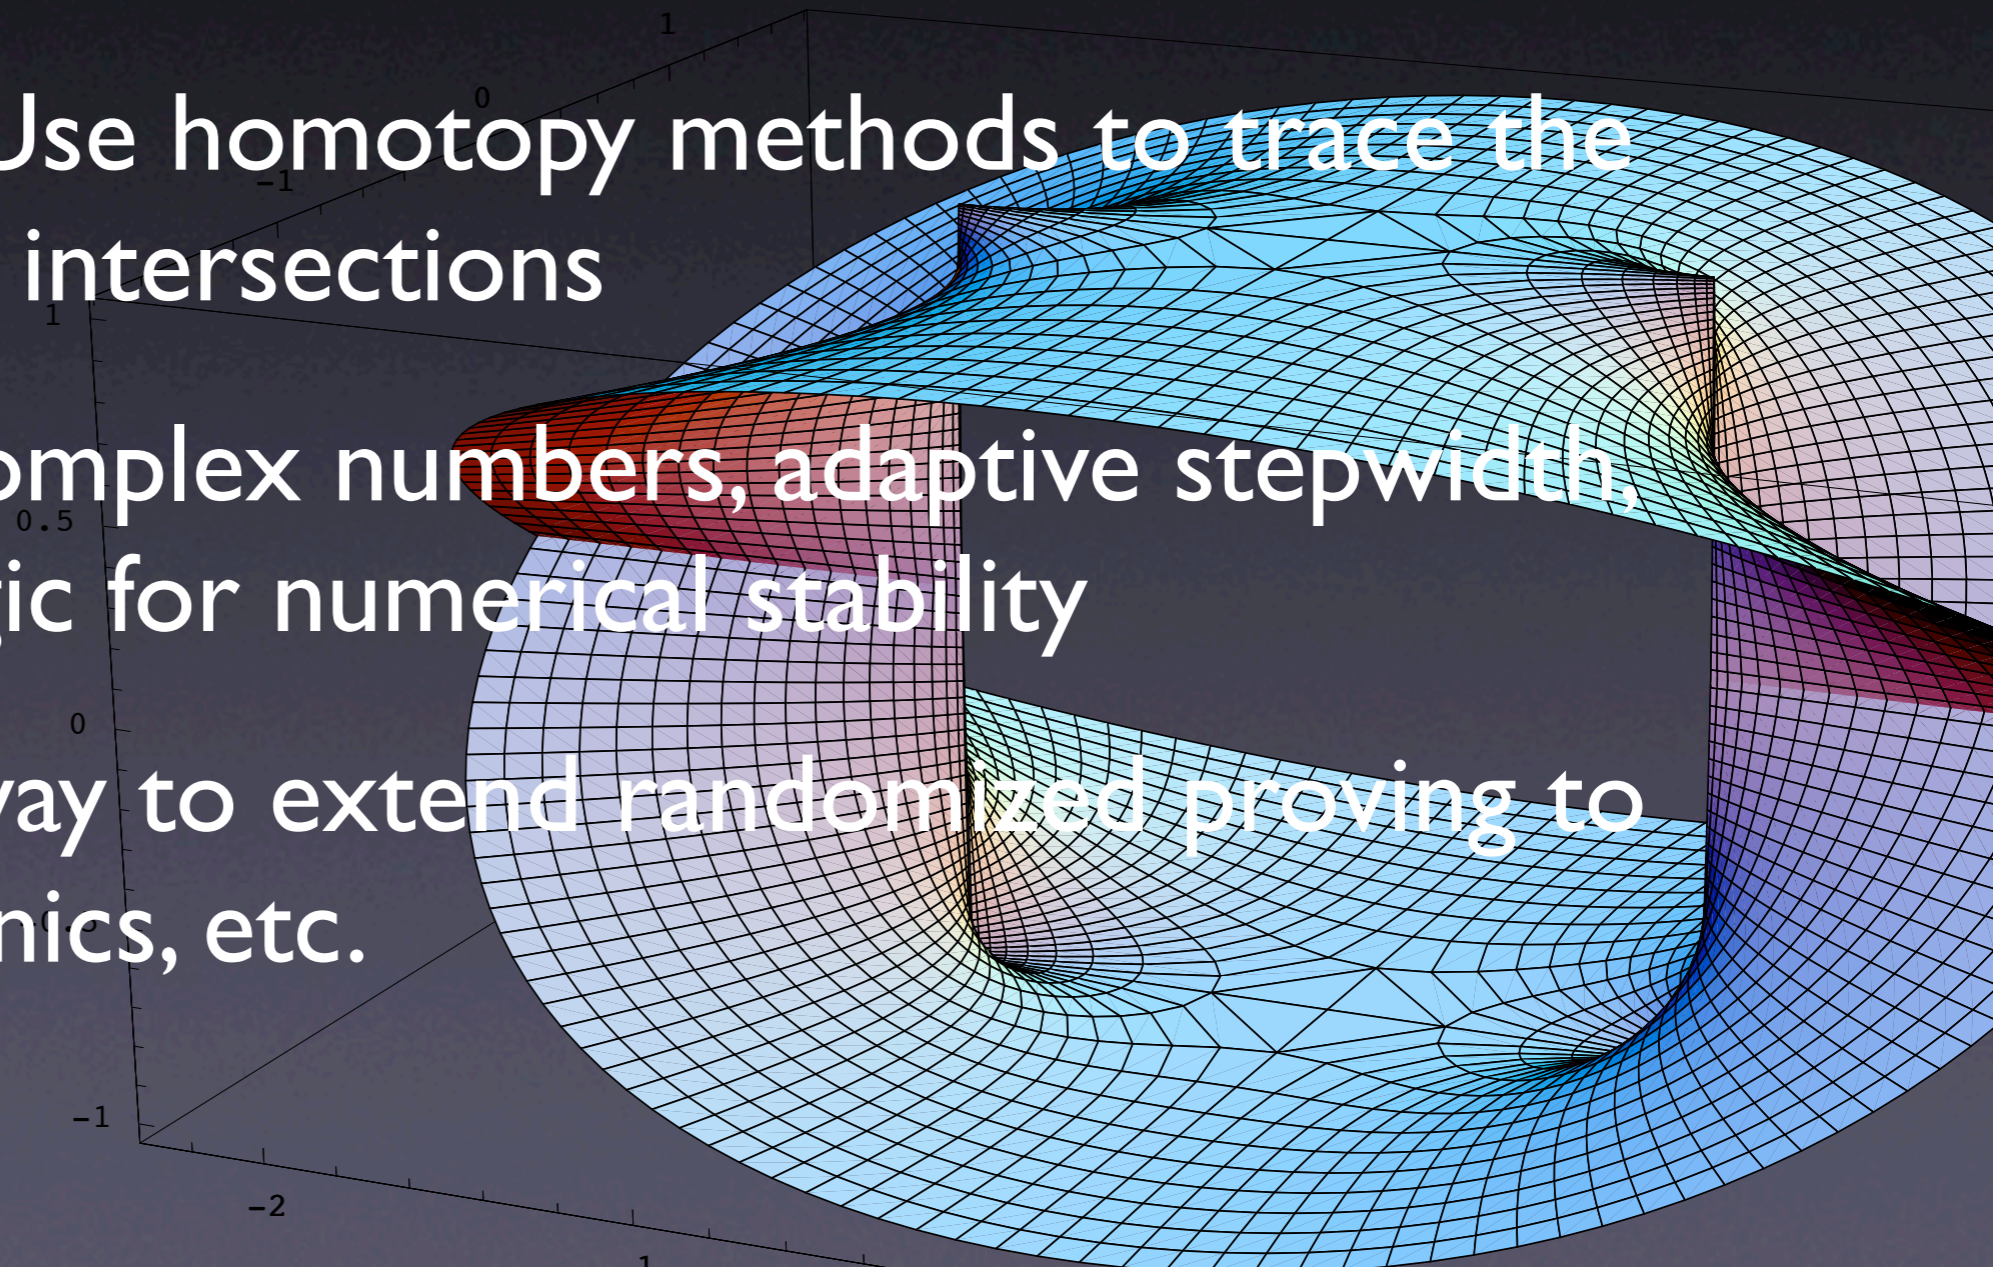 1
0
Use homotopy methods to trace the
-1
intersections
1
omplex numbers, adaptive stepwidth,
0.5
gic for numerical stability
0
way to extend randomized proving to
nics, etc.
-1
-2